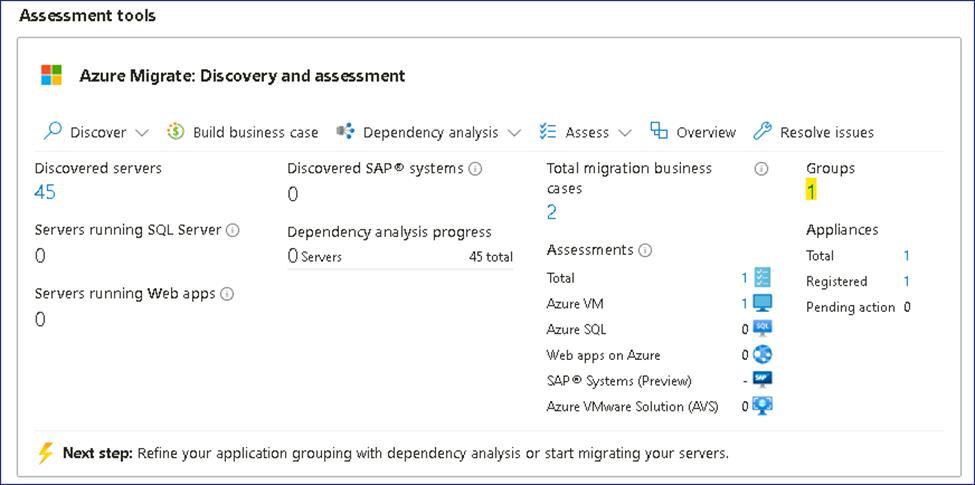 Assessment tools
Azure Migrate: Discovery and assessment
Discover
Build business case
Dependency analysis
Assess
Overview
Resolve issues
Discovered servers
45
Servers running SQL Server
0
Servers running Web apps
0
Discovered SAP® systems
0
Dependency analysis progress
0 Servers 45 total
Total migration business
cases
2
Assessments
Total 1
Azure VM 1
Azure SQL 0 SQL
Web apps on Azure 0
SAP® Systems (Preview) - SAP
Azure VMware Solution (AVS) 0
Groups
1
Appliances
Total 1
Registered 1
Pending action 0
Next step: Refine your application grouping with dependency analysis or start migrating your servers.